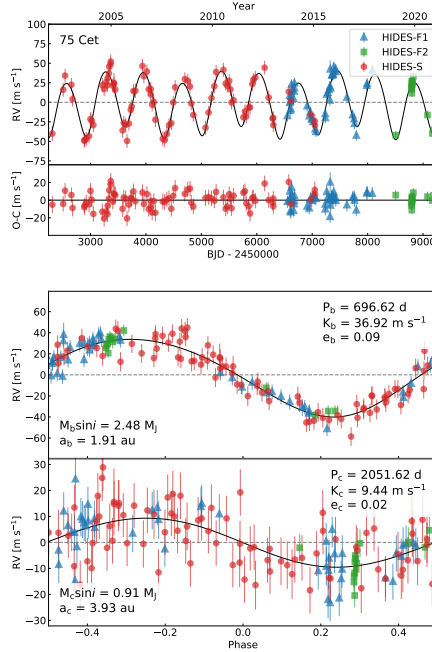 Year
2005 2010 2015 2020
75 Cet
HIDES-F1
HIDES-F2
HIDES-S
RV [m s⁻¹]
100
75
50
25
0
−25
−50
−75
O-C [m s⁻¹]
20
0
−20
3000 4000 5000 6000 7000 8000 9000
BJD - 2450000
P_b = 696.62 d
K_b = 36.92 m s⁻¹
e_b = 0.09
RV [m s⁻¹]
60
40
20
0
−20
−40
−60
M_b sini = 2.48 M_J
a_b = 1.91 au
P_c = 2051.62 d
K_c = 9.44 m s⁻¹
e_c = 0.02
RV [m s⁻¹]
30
20
10
0
−10
−20
−30
M_c sini = 0.91 M_J
a_c = 3.93 au
−0.4 −0.2 0.0 0.2 0.4
Phase